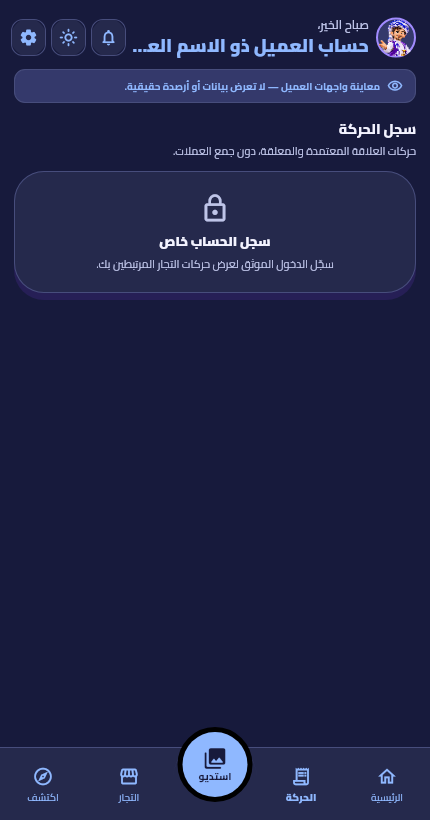 صباح الخير،
حساب العميل ذو الاسم الع...
معاينة واجهات العميل — لا تعرض بيانات أو أرصدة حقيقية.
سجل الحركة
حركات العلاقة المعتمدة والمعلقة، دون جمع العملات.
سجل الحساب خاص
سجّل الدخول الموثق لعرض حركات التجار المرتبطين بك.
الرئيسية
الحركة
استديو
التجار
اكتشف